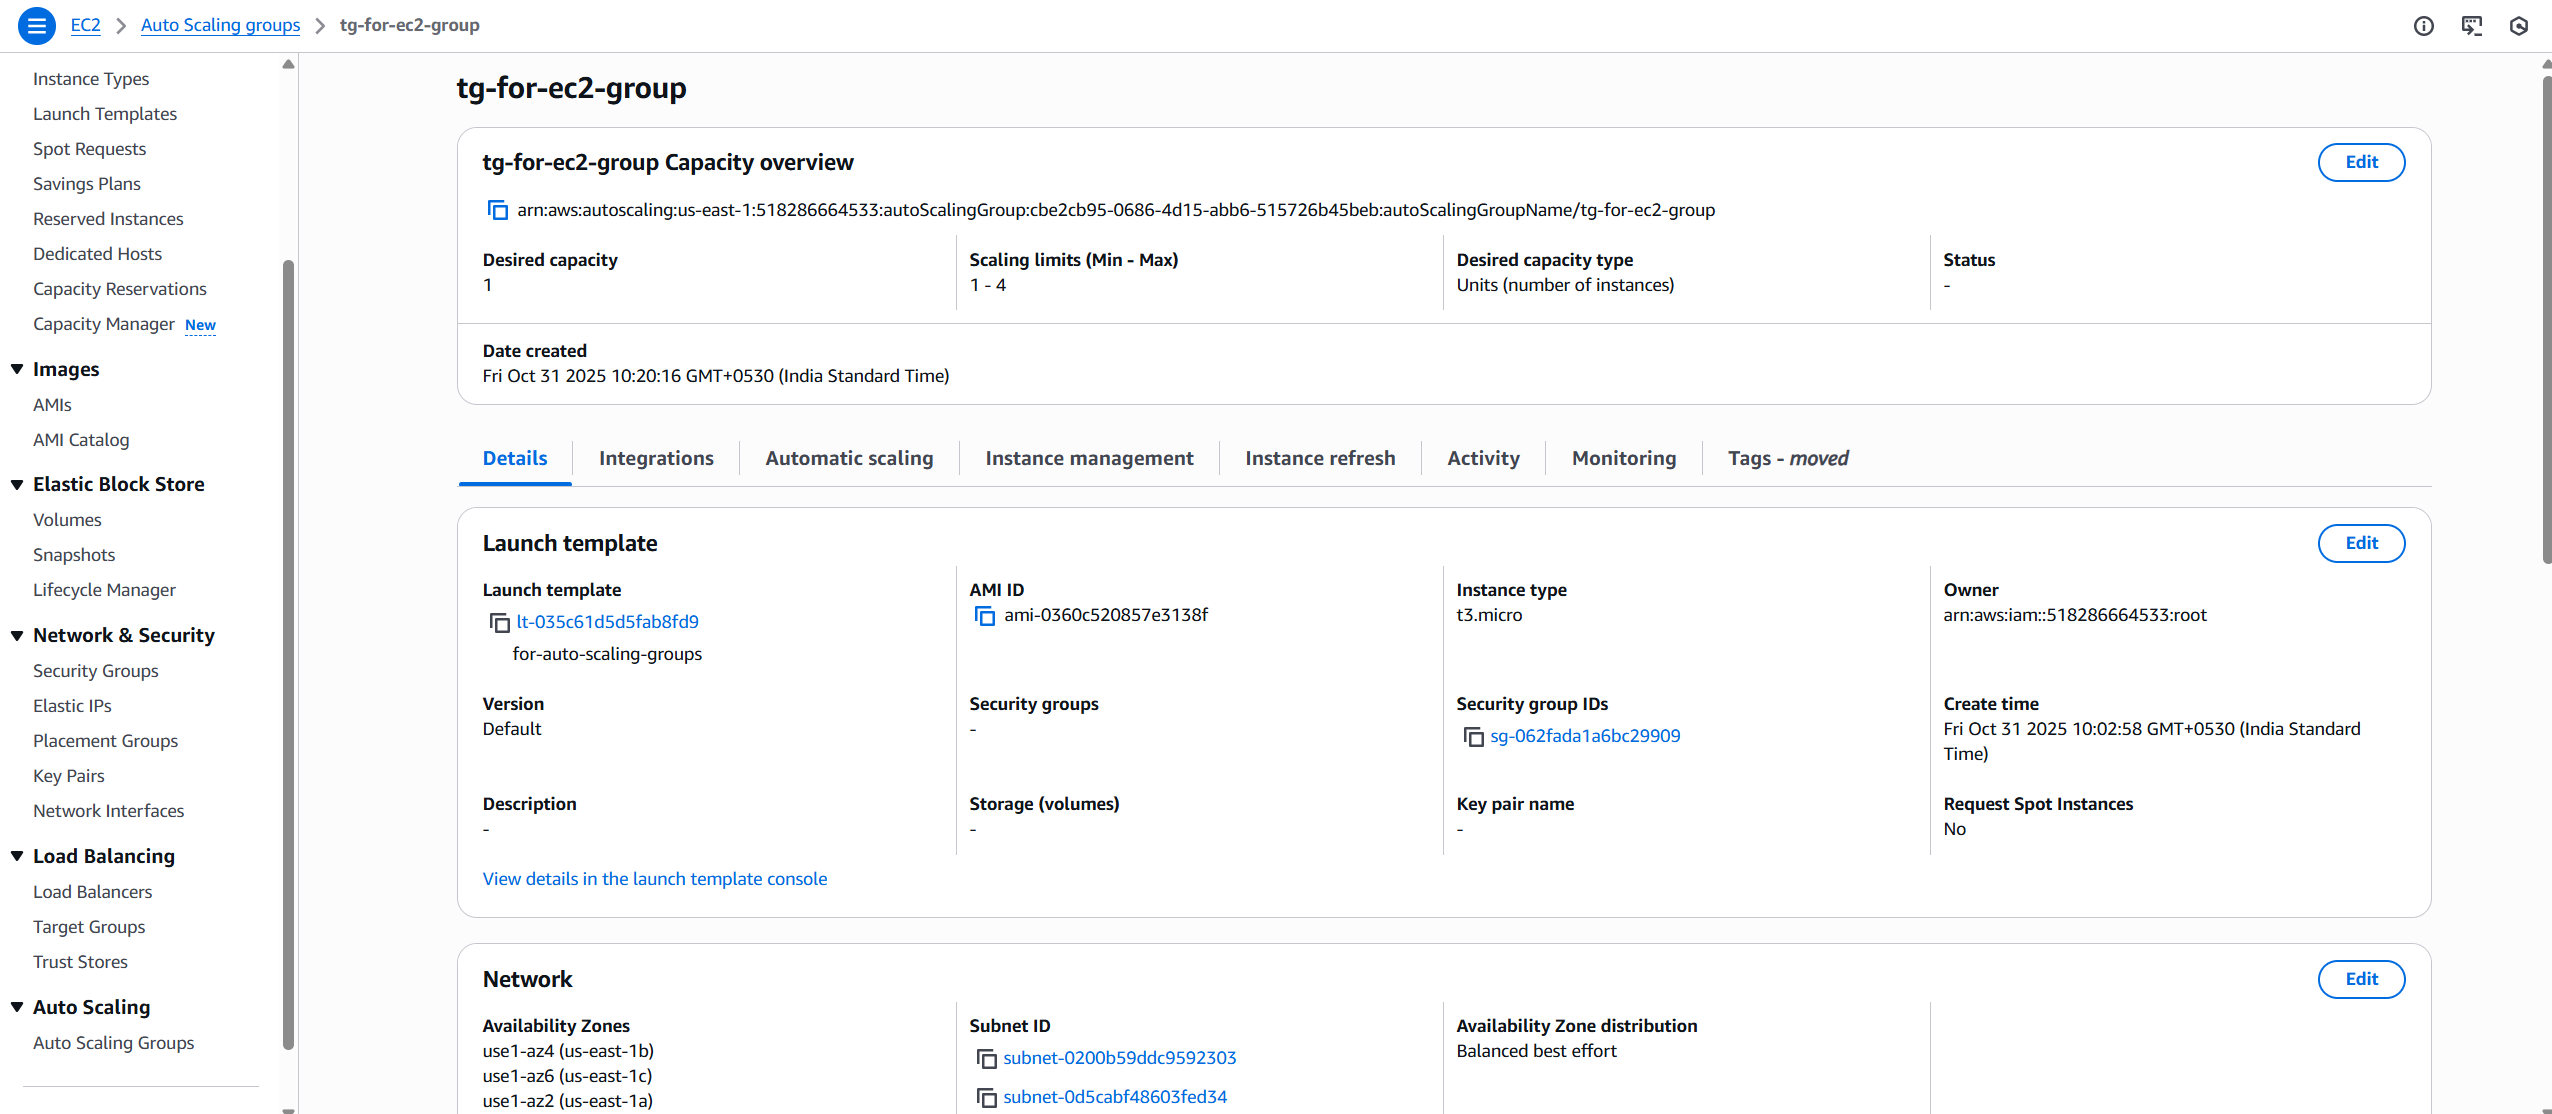 EC2 > Auto Scaling groups > tg-for-ec2-group
Instance Types
Launch Templates
Spot Requests
Savings Plans
Reserved Instances
Dedicated Hosts
Capacity Reservations
Capacity Manager New
Images
AMIs
AMI Catalog
Elastic Block Store
Volumes
Snapshots
Lifecycle Manager
Network & Security
Security Groups
Elastic IPs
Placement Groups
Key Pairs
Network Interfaces
Load Balancing
Load Balancers
Target Groups
Trust Stores
Auto Scaling
Auto Scaling Groups
tg-for-ec2-group
tg-for-ec2-group Capacity overview
Edit
arn:aws:autoscaling:us-east-1:518286664533:autoScalingGroup:cbe2cb95-0686-4d15-abb6-515726b45beb:autoScalingGroupName/tg-for-ec2-group
Desired capacity
1
Scaling limits (Min - Max)
1 - 4
Desired capacity type
Units (number of instances)
Status
-
Date created
Fri Oct 31 2025 10:20:16 GMT+0530 (India Standard Time)
Details
Integrations
Automatic scaling
Instance management
Instance refresh
Activity
Monitoring
Tags - moved
Launch template
Edit
Launch template
lt-035c61d5d5fab8fd9
for-auto-scaling-groups
AMI ID
ami-0360c520857e3138f
Instance type
t3.micro
Owner
arn:aws:iam::518286664533:root
Version
Default
Security groups
-
Security group IDs
sg-062fada1a6bc29909
Create time
Fri Oct 31 2025 10:02:58 GMT+0530 (India Standard
Time)
Description
-
Storage (volumes)
-
Key pair name
-
Request Spot Instances
No
View details in the launch template console
Network
Edit
Availability Zones
use1-az4 (us-east-1b)
use1-az6 (us-east-1c)
use1-az2 (us-east-1a)
Subnet ID
subnet-0200b59ddc9592303
subnet-0d5cabf48603fed34
Availability Zone distribution
Balanced best effort